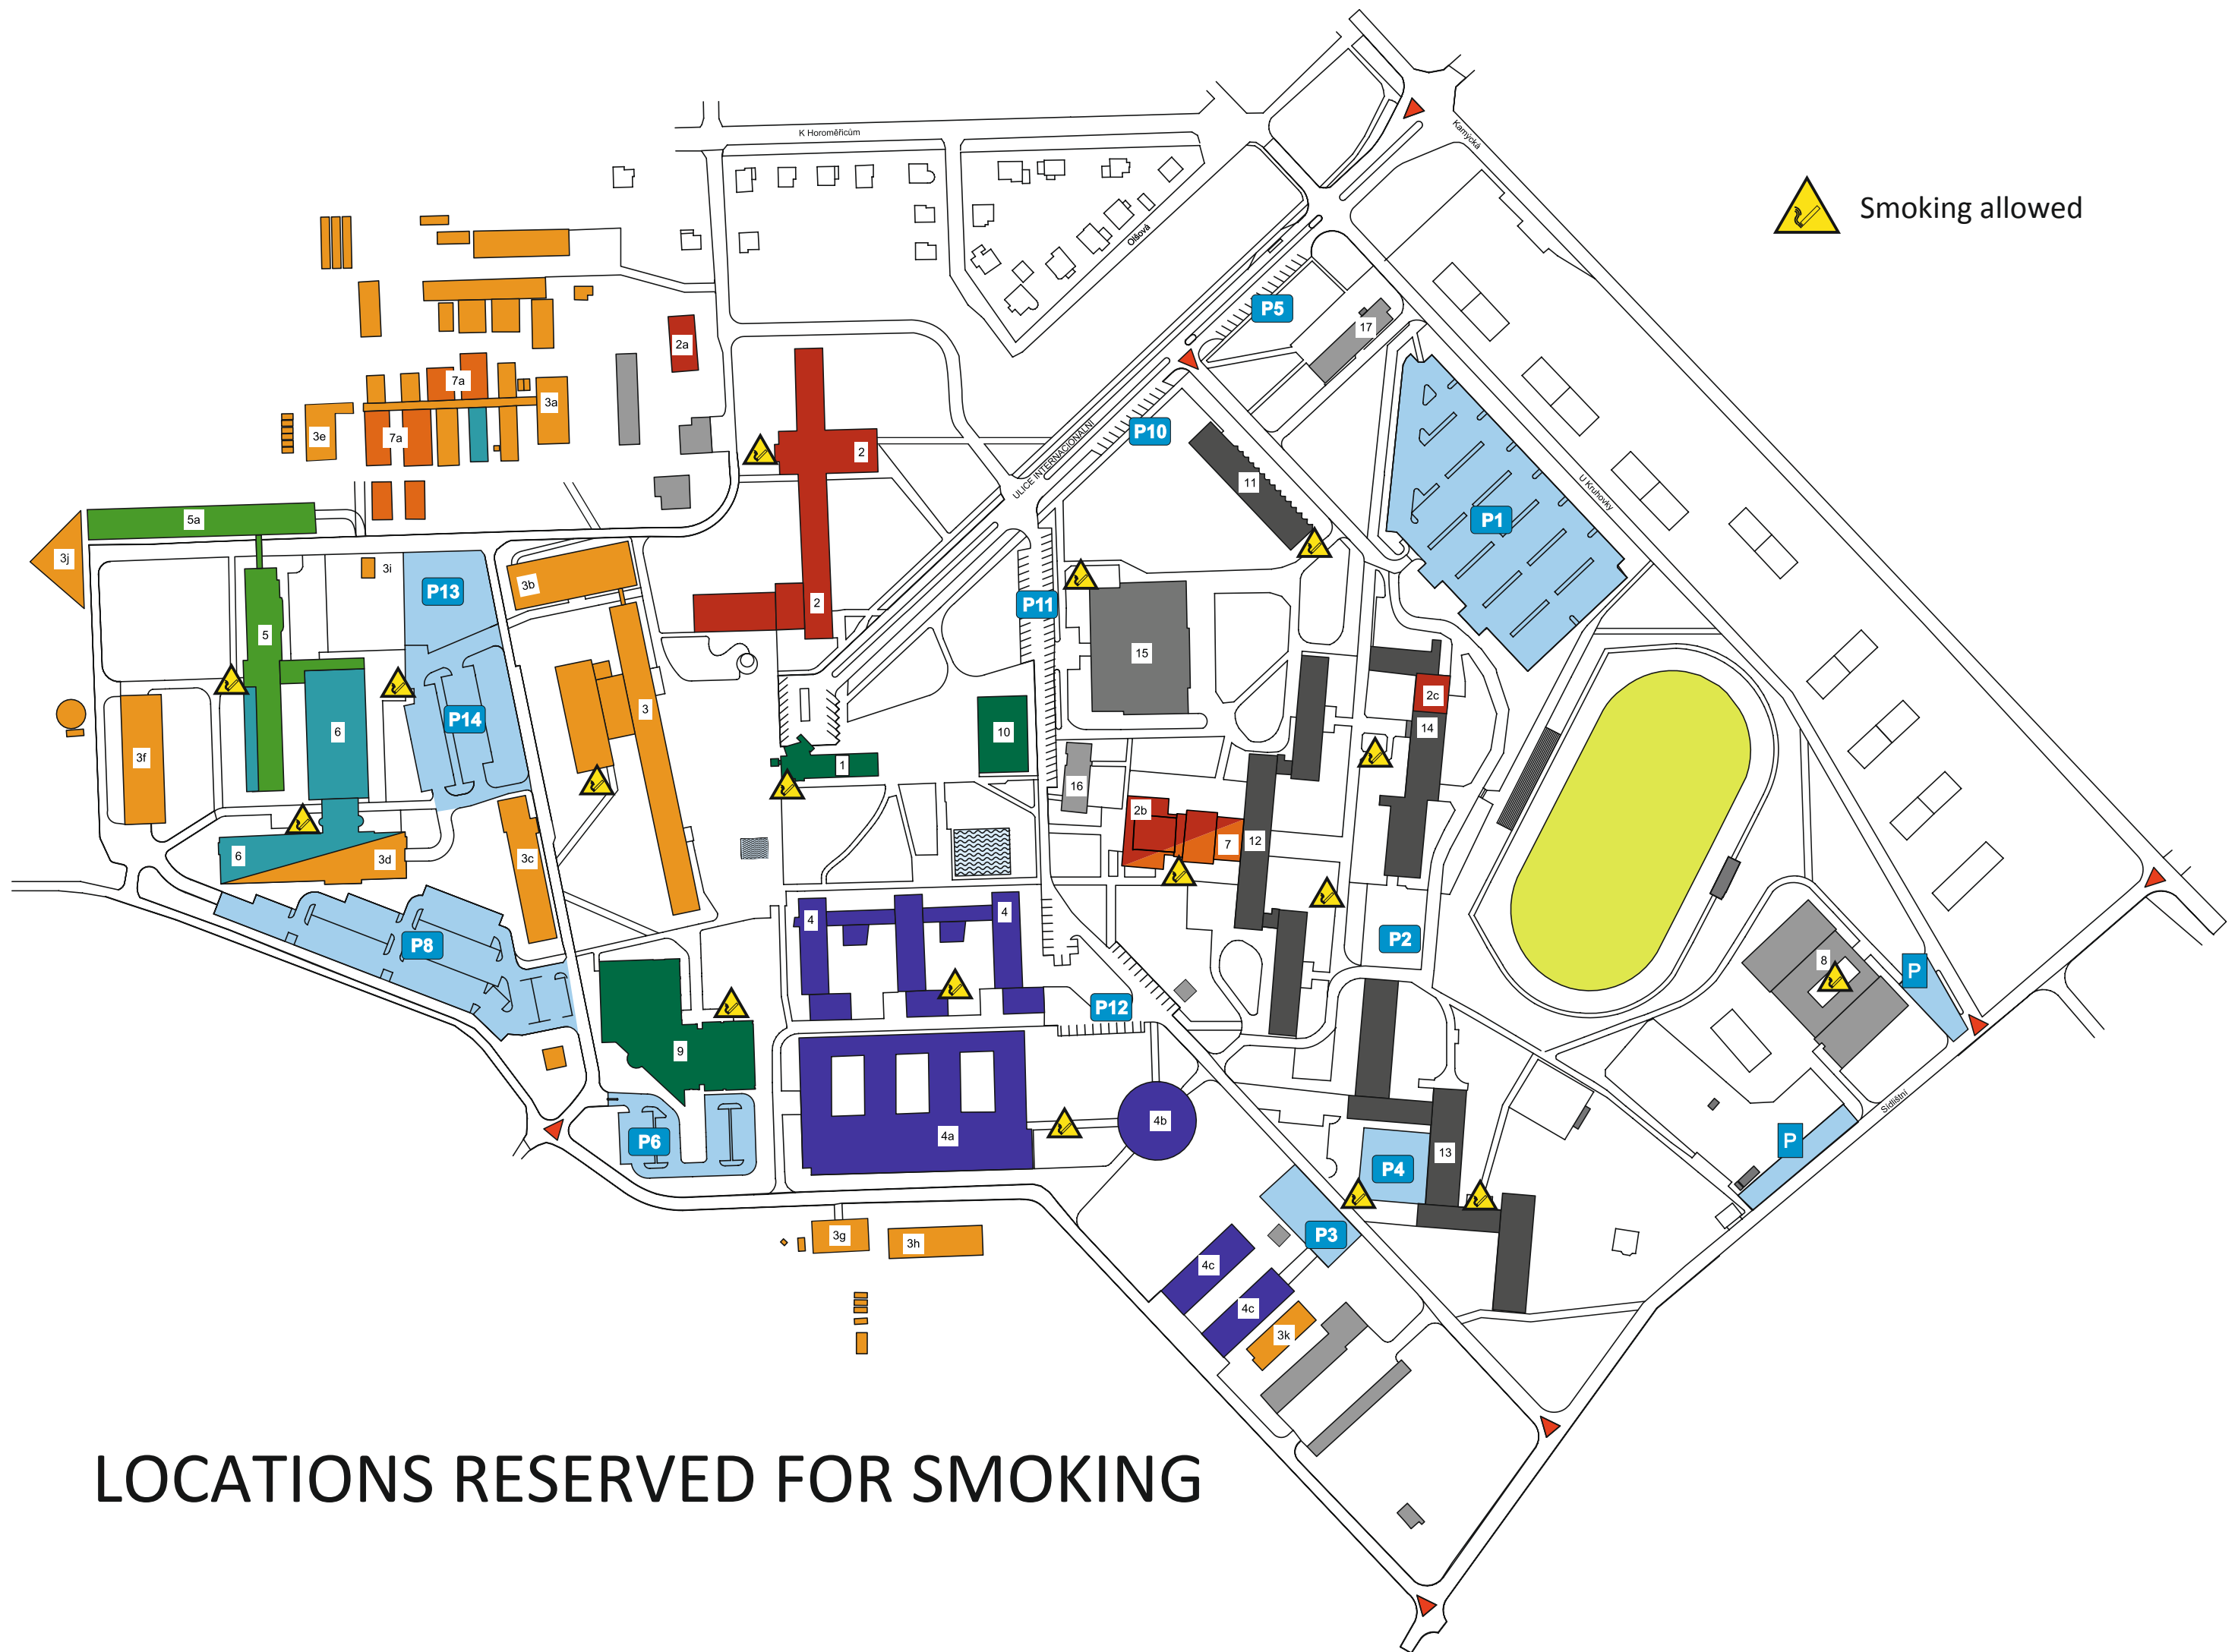 K Horoměřicům
Kamýcká
Smoking allowed
Olšová
P5
17
2a
7a
3a
3e
7a
P10
2
ULICE INTERNACIONÁLNÍ
11
U Kruhovky
P1
5a
3j
3i
3b
P13
2
P11
5
15
2c
3
P14
14
6
10
3f
1
16
2b
7
12
6
3d
3c
4
4
P2
P8
8
P
P12
9
Sídlištní
4a
4b
P6
P
13
P4
3g
3h
P3
4c
4c
3k
LOCATIONS RESERVED FOR SMOKING